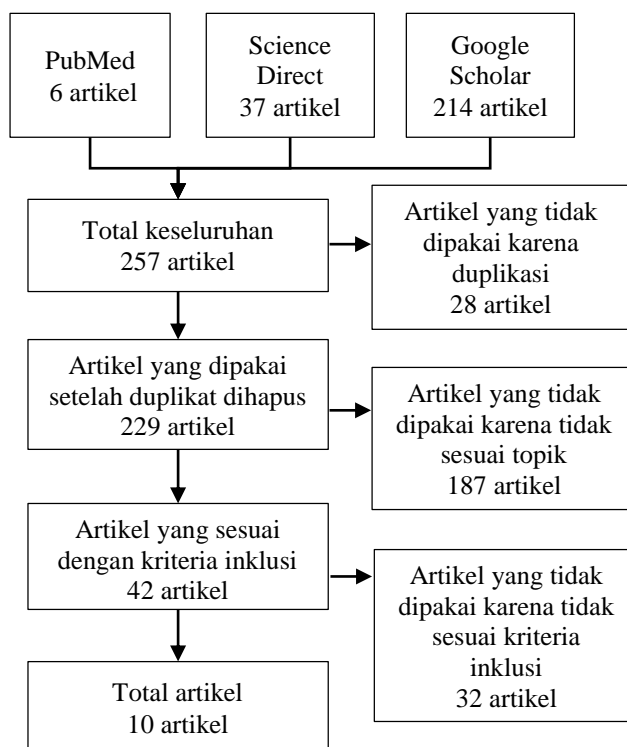 PubMed
6 artikel
Science
Direct
37 artikel
Google
Scholar
214 artikel
Total keseluruhan
257 artikel
Artikel yang tidak
dipakai karena
duplikasi
28 artikel
Artikel yang dipakai
setelah duplikat dihapus
229 artikel
Artikel yang tidak
dipakai karena tidak
sesuai topik
187 artikel
Artikel yang sesuai
dengan kriteria inklusi
42 artikel
Artikel yang tidak
dipakai karena tidak
sesuai kriteria
inklusi
32 artikel
Total artikel
10 artikel